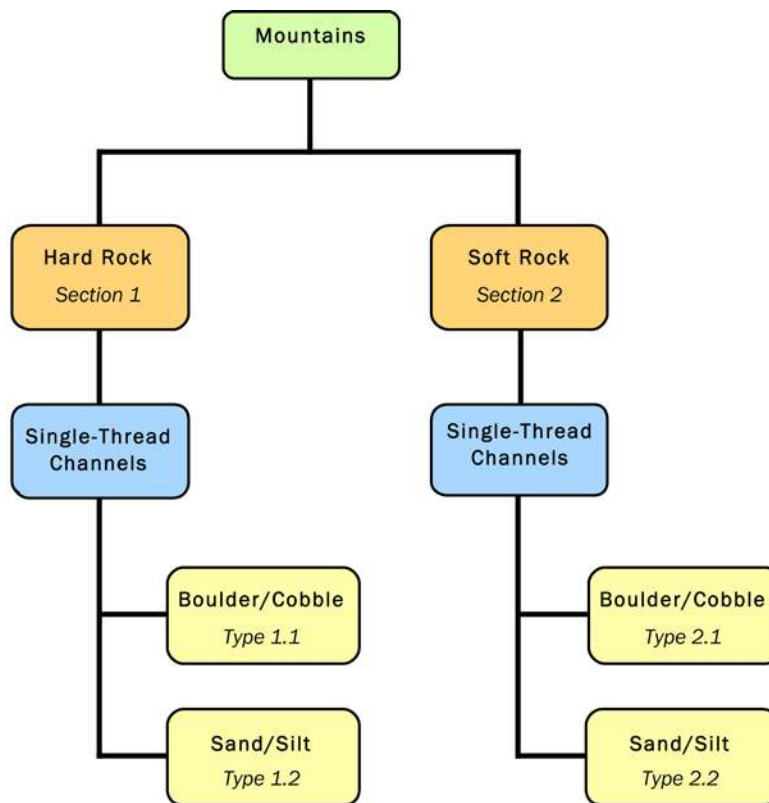 Mountains
Hard Rock
Section 1
Soft Rock
Section 2
Single-Thread
Channels
Single-Thread
Channels
Boulder/Cobble
Type 1.1
Boulder/Cobble
Type 2.1
Sand/Silt
Type 1.2
Sand/Silt
Type 2.2